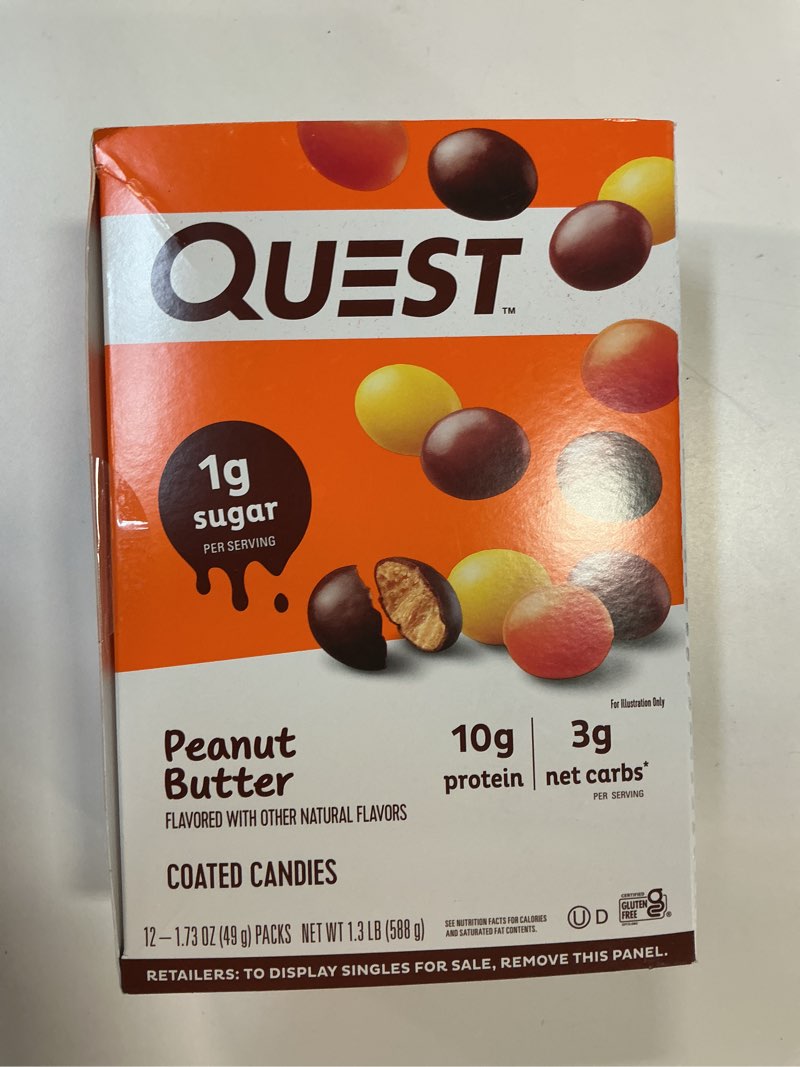 QUEST™
1g
sugar
PER SERVING
For Illustration Only
Peanut
Butter
FLAVORED WITH OTHER NATURAL FLAVORS
10g
protein
3g
net carbs*
PER SERVING
COATED CANDIES
12 – 1.73 OZ (49 g) PACKS NET WT 1.3 LB (588 g)
SEE NUTRITION FACTS FOR CALORIES
AND SATURATED FAT CONTENTS.
U D
CERTIFIED
GLUTEN
FREE
®
RETAILERS: TO DISPLAY SINGLES FOR SALE, REMOVE THIS PANEL.